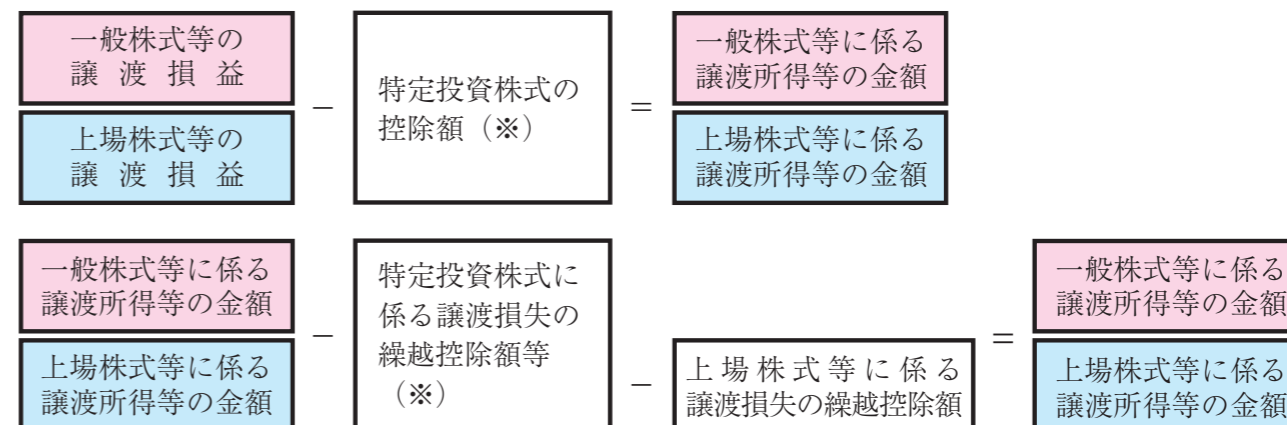 一般株式等の
譲渡損益
上場株式等の
譲渡損益
−
特定投資株式の
控除額（※）
＝
一般株式等に係る
譲渡所得等の金額
上場株式等に係る
譲渡所得等の金額
一般株式等に係る
譲渡所得等の金額
上場株式等に係る
譲渡所得等の金額
−
特定投資株式に
係る譲渡損失の
繰越控除額等
（※）
−
上場株式等に係る
譲渡損失の繰越控除額
＝
一般株式等に係る
譲渡所得等の金額
上場株式等に係る
譲渡所得等の金額